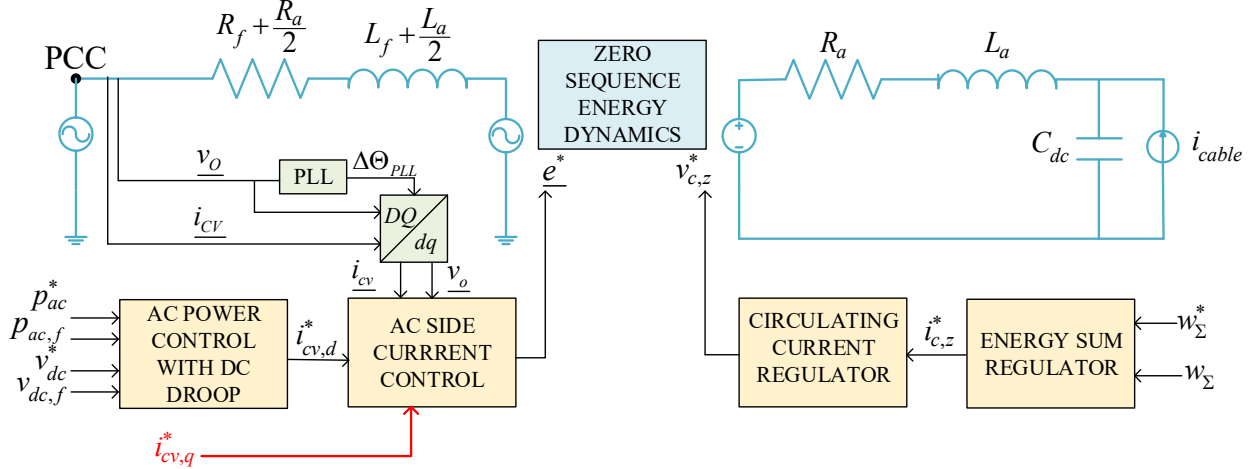 PCC
R_f + R_a/2
L_f + L_a/2
ZERO
SEQUENCE
ENERGY
DYNAMICS
R_a
L_a
C_dc
i_cable
v_O
PLL
ΔΘ_PLL
i_CV
DQ
dq
e*
v*_c,z
i_cv
v_o
p*_ac
p_ac,f
v*_dc
v_dc,f
AC POWER
CONTROL
WITH DC
DROOP
i*_cv,d
AC SIDE
CURRRENT
CONTROL
i*_cv,q
CIRCULATING
CURRENT
REGULATOR
i*_c,z
ENERGY SUM
REGULATOR
w*_Σ
w_Σ